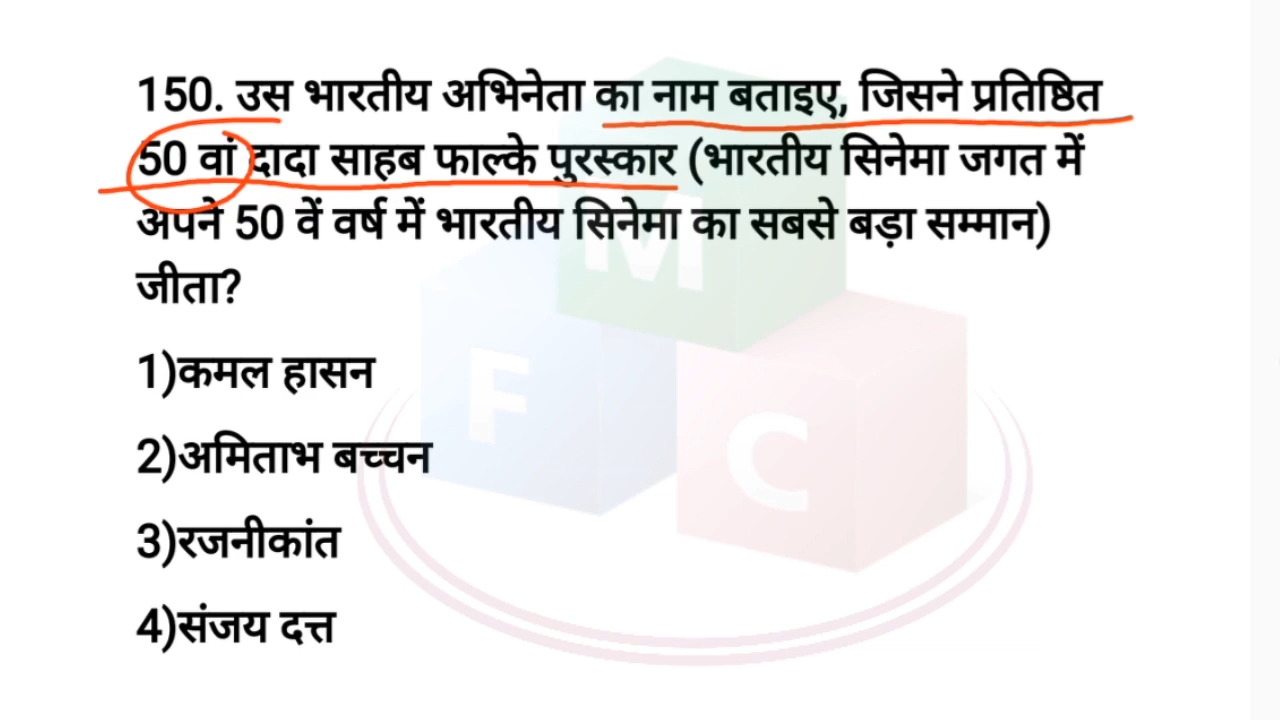 150. उस भारतीय अभिनेता का नाम बताइए, जिसने प्रतिष्ठित
50 वां दादा साहब फाल्के पुरस्कार (भारतीय सिनेमा जगत में
अपने 50 वें वर्ष में भारतीय सिनेमा का सबसे बड़ा सम्मान)
जीता?
1)कमल हासन
2)अमिताभ बच्चन
3)रजनीकांत
4)संजय दत्त
M
F
C